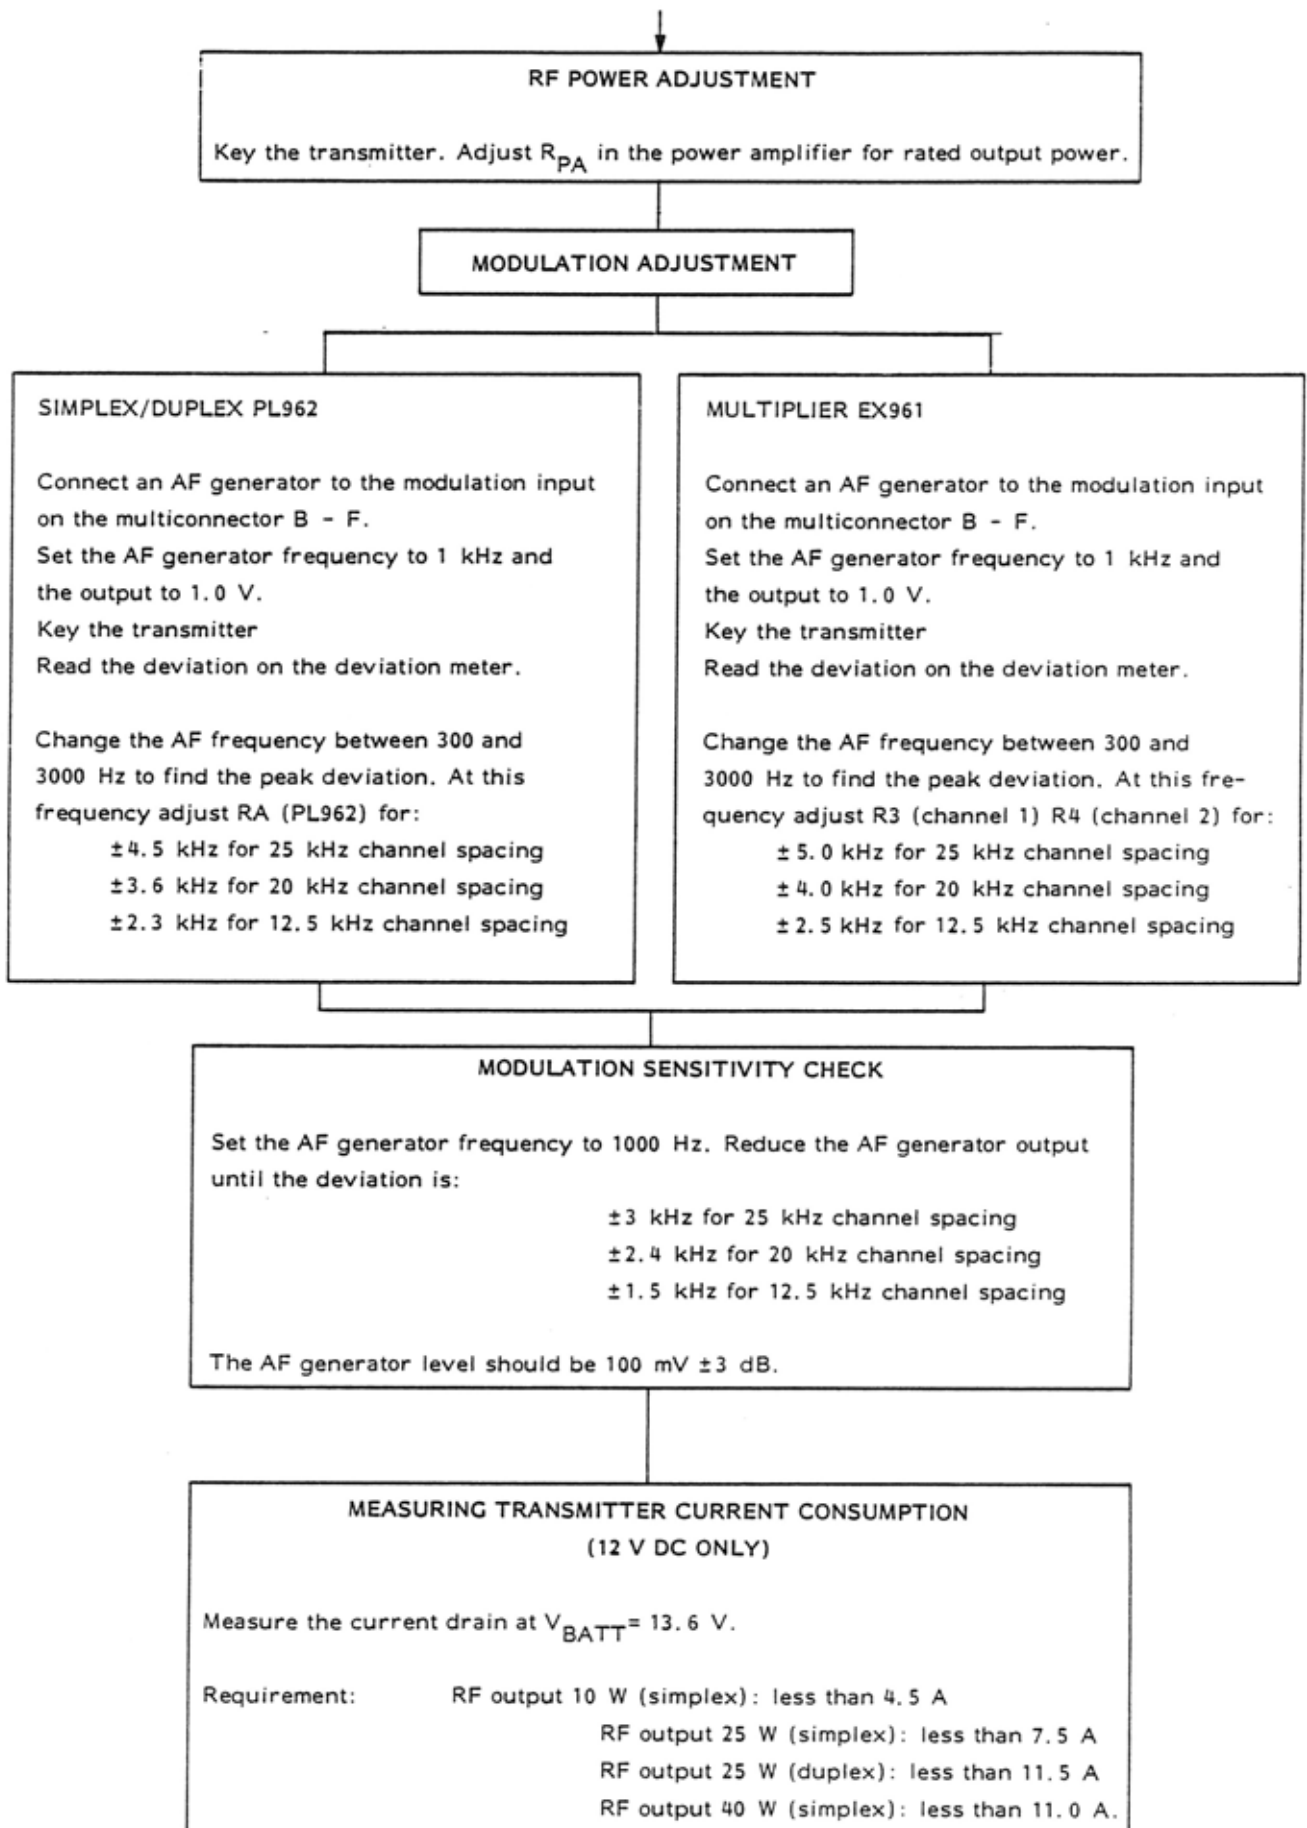 RF POWER ADJUSTMENT
Key the transmitter. Adjust RPA in the power amplifier for rated output power.
MODULATION ADJUSTMENT
SIMPLEX/DUPLEX PL962
Connect an AF generator to the modulation input
on the multiconnector B - F.
Set the AF generator frequency to 1 kHz and
the output to 1.0 V.
Key the transmitter
Read the deviation on the deviation meter.
Change the AF frequency between 300 and
3000 Hz to find the peak deviation. At this
frequency adjust RA (PL962) for:
±4.5 kHz for 25 kHz channel spacing
±3.6 kHz for 20 kHz channel spacing
±2.3 kHz for 12.5 kHz channel spacing
MULTIPLIER EX961
Connect an AF generator to the modulation input
on the multiconnector B - F.
Set the AF generator frequency to 1 kHz and
the output to 1.0 V.
Key the transmitter
Read the deviation on the deviation meter.
Change the AF frequency between 300 and
3000 Hz to find the peak deviation. At this fre-
quency adjust R3 (channel 1) R4 (channel 2) for:
±5.0 kHz for 25 kHz channel spacing
±4.0 kHz for 20 kHz channel spacing
±2.5 kHz for 12.5 kHz channel spacing
MODULATION SENSITIVITY CHECK
Set the AF generator frequency to 1000 Hz. Reduce the AF generator output
until the deviation is:
±3 kHz for 25 kHz channel spacing
±2.4 kHz for 20 kHz channel spacing
±1.5 kHz for 12.5 kHz channel spacing
The AF generator level should be 100 mV ±3 dB.
MEASURING TRANSMITTER CURRENT CONSUMPTION
(12 V DC ONLY)
Measure the current drain at VBATT= 13.6 V.
Requirement: RF output 10 W (simplex): less than 4.5 A
RF output 25 W (simplex): less than 7.5 A
RF output 25 W (duplex): less than 11.5 A
RF output 40 W (simplex): less than 11.0 A.